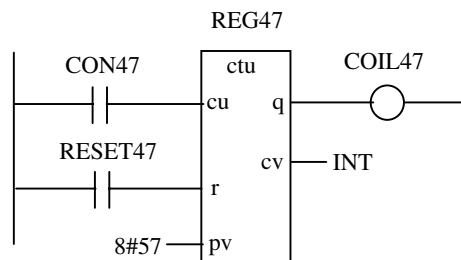 REG47
CON47
ctu
COIL47
cu
q
RESET47
cv
INT
r
8#57
pv